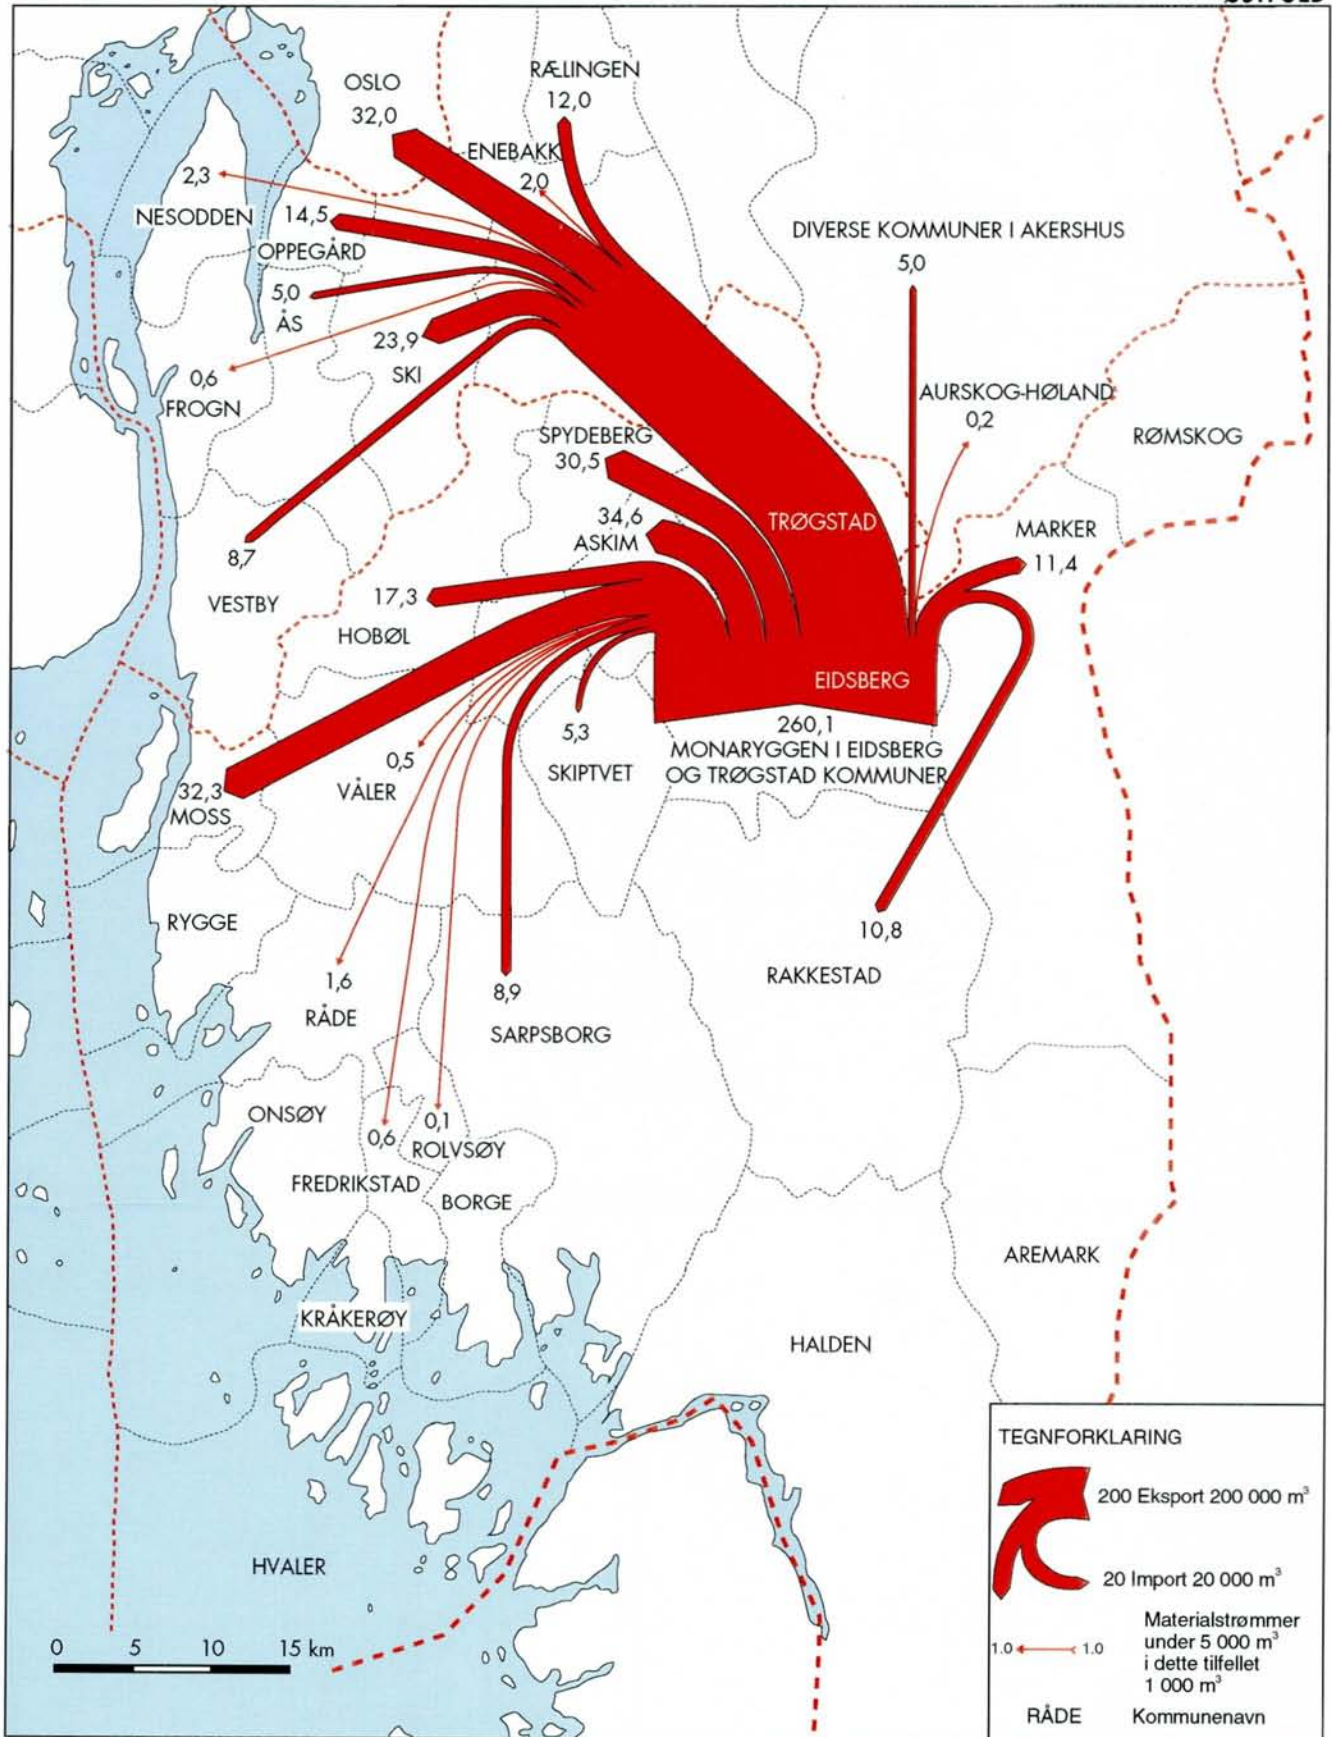 OSLO
32,0
RÆLINGEN
12,0
ENEBAKK
2,0
2,3
NESODDEN
14,5
OPPEGÅRD
DIVERSE KOMMUNER I AKERSHUS
5,0
5,0
ÅS
23,9
SKI
0,6
FROGN
AURSKOG-HØLAND
0,2
RØMSKOG
SPYDEBERG
30,5
34,6
ASKIM
TRØGSTAD
MARKER
11,4
8,7
VESTBY
17,3
HOBØL
EIDSBERG
260,1
MONARYGGEN I EIDSBERG
OG TRØGSTAD KOMMUNER
5,3
SKIPTVET
0,5
VÅLER
32,3
MOSS
RYGGE
10,8
RAKKESTAD
1,6
RÅDE
8,9
SARPSBORG
ONSØY
0,6
0,1
ROLVSØY
FREDRIKSTAD
BORGE
AREMARK
KRÅKERØY
HALDEN
HVALER
0 5 10 15 km
TEGNFORKLARING
200 Eksport 200 000 m³
20 Import 20 000 m³
1.0 1.0
Materialstrømmer
under 5 000 m³
i dette tilfellet
1 000 m³
RÅDE Kommunenavn